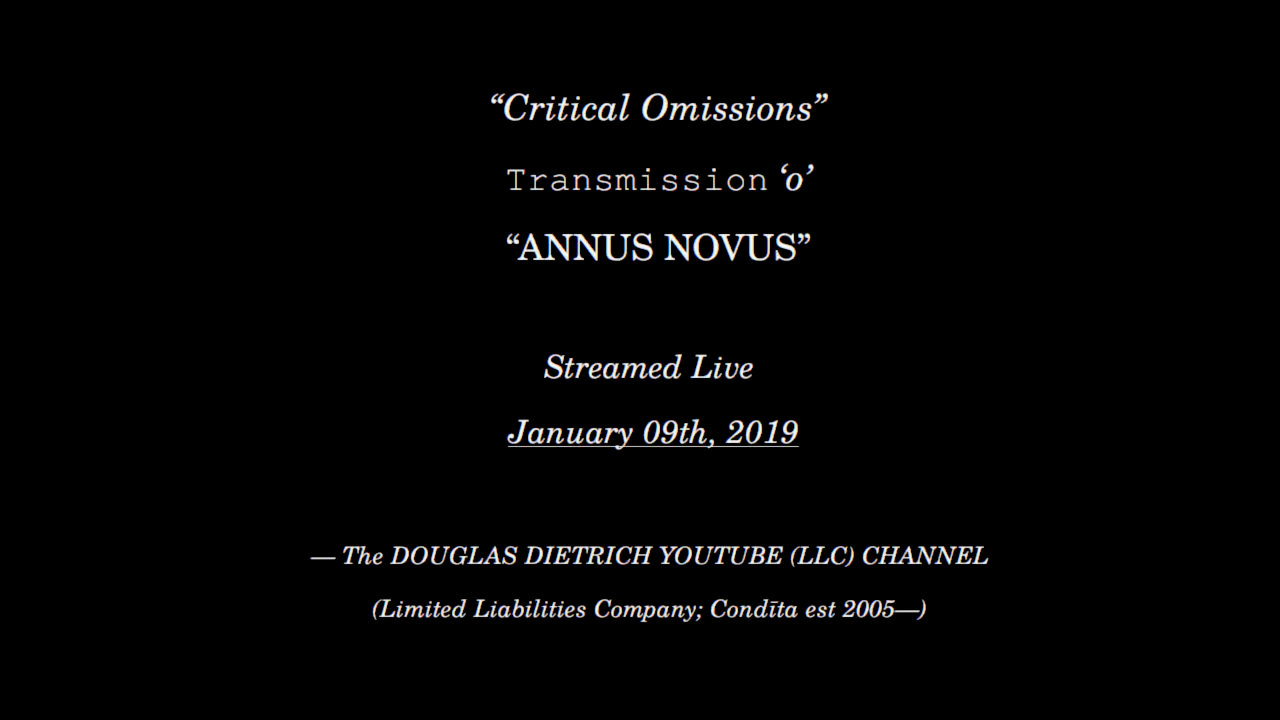 “Critical Omissions”
Transmission ‘o’
“ANNUS NOVUS”
Streamed Live
January 09th, 2019
— The DOUGLAS DIETRICH YOUTUBE (LLC) CHANNEL
(Limited Liabilities Company; Condīta est 2005—)